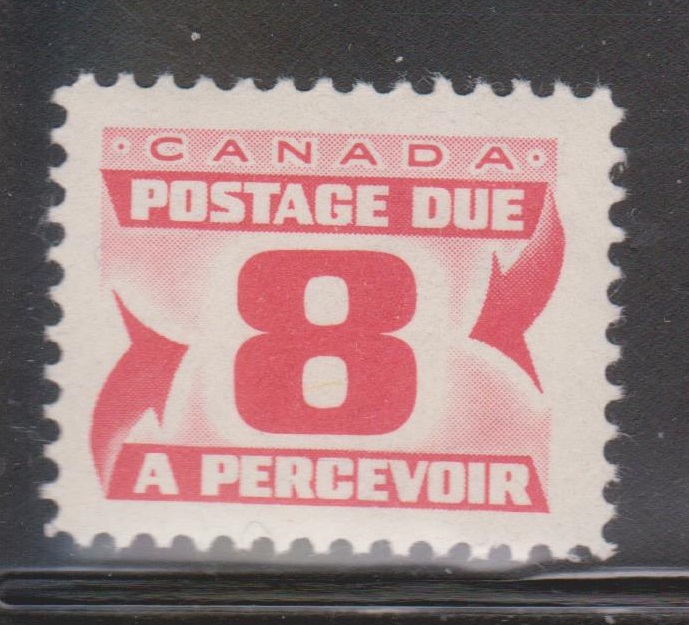 · CANADA ·
POSTAGE DUE
8
A PERCEVOIR